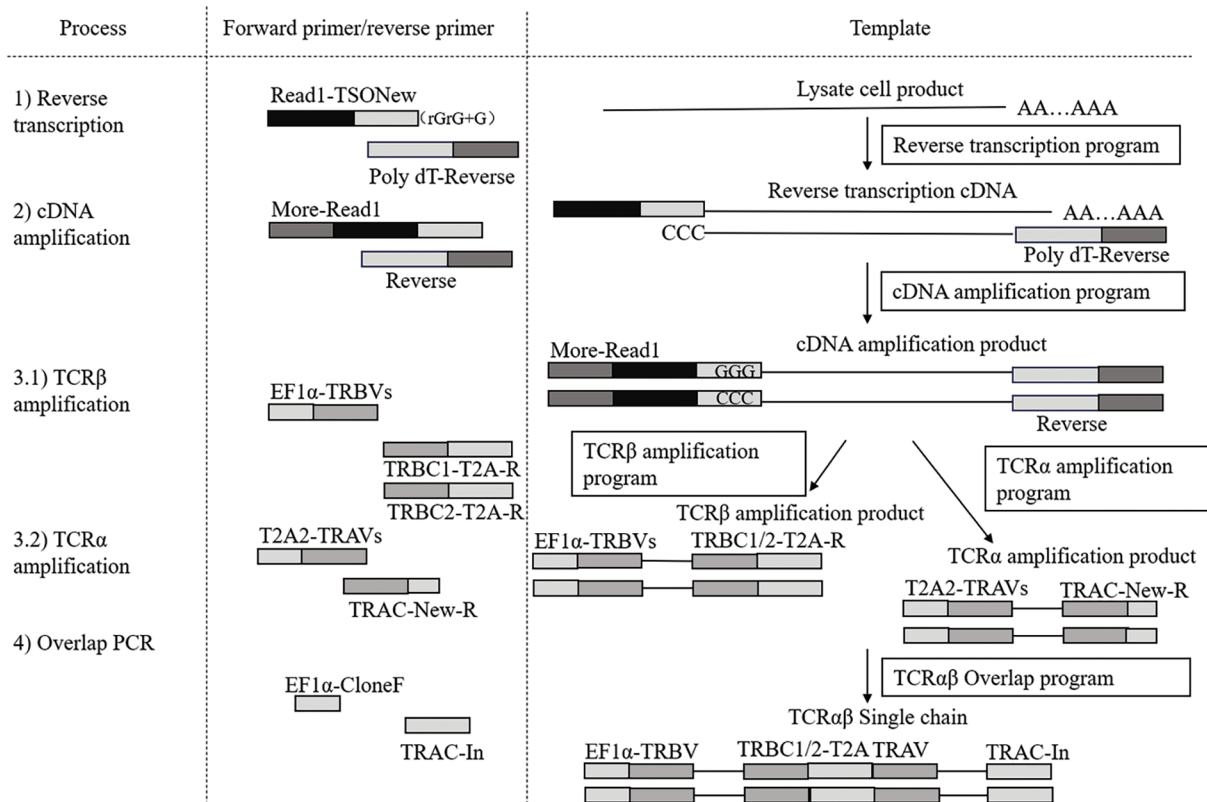 Process
Forward primer/reverse primer
Template
1) Reverse
transcription
Read1-TSONew
(rGrG+G)
Poly dT-Reverse
Lysate cell product
AA...AAA
Reverse transcription program
Reverse transcription cDNA
2) cDNA
amplification
More-Read1
Reverse
AA...AAA
CCC
Poly dT-Reverse
cDNA amplification program
cDNA amplification product
More-Read1
GGG
CCC
Reverse
3.1) TCRβ
amplification
EF1α-TRBVs
TRBC1-T2A-R
TRBC2-T2A-R
TCRβ amplification
program
TCRα amplification
program
TCRβ amplification product
EF1α-TRBVs
TRBC1/2-T2A-R
3.2) TCRα
amplification
T2A2-TRAVs
TRAC-New-R
TCRα amplification product
T2A2-TRAVs
TRAC-New-R
4) Overlap PCR
EF1α-CloneF
TRAC-In
TCRαβ Overlap program
TCRαβ Single chain
EF1α-TRBV
TRBC1/2-T2A
TRAV
TRAC-In